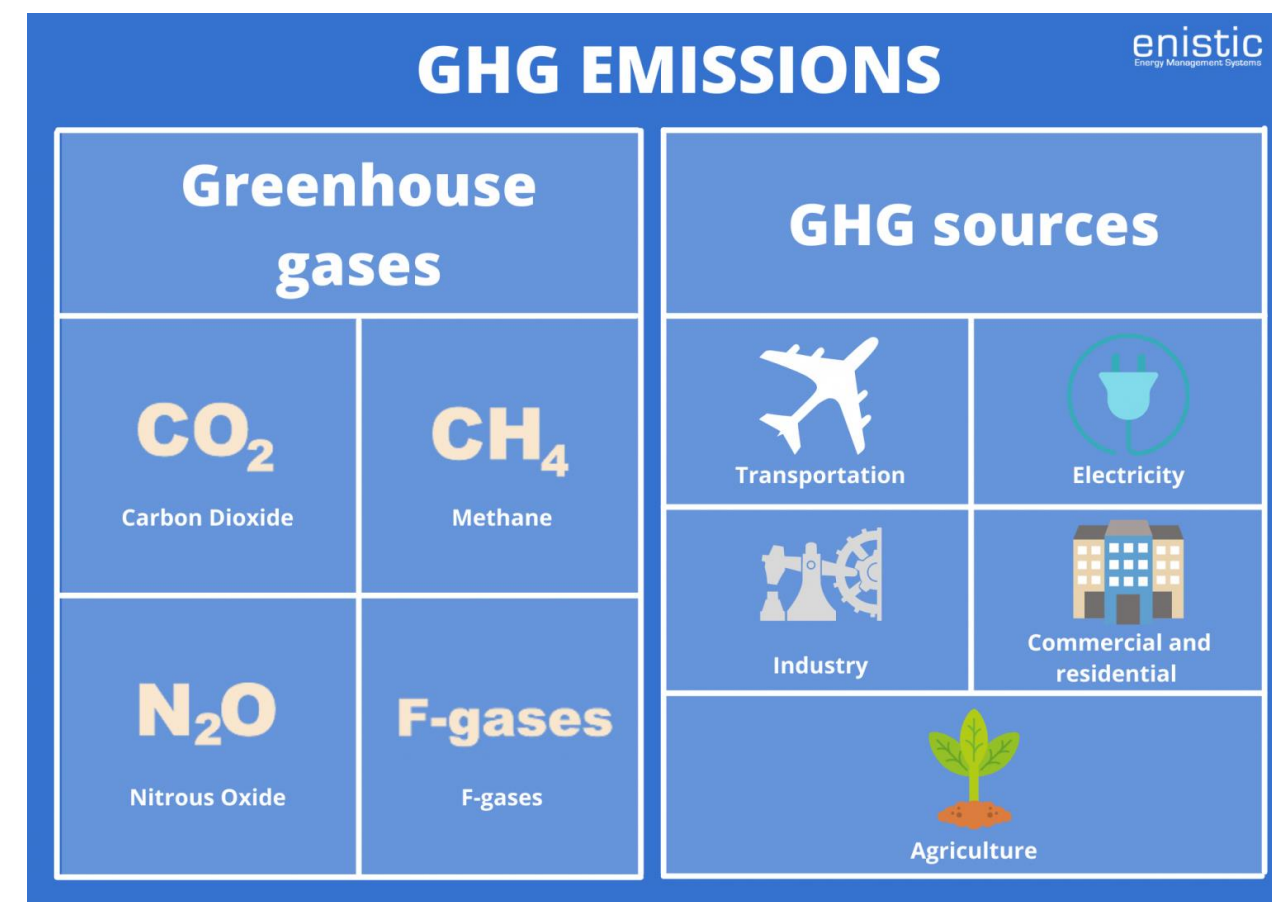 GHG EMISSIONS
enistic
Energy Management Systems
Greenhouse
gases
CO₂
Carbon Dioxide
CH₄
Methane
N₂O
Nitrous Oxide
F-gases
F-gases
GHG sources
Transportation
Electricity
Industry
Commercial and
residential
Agriculture